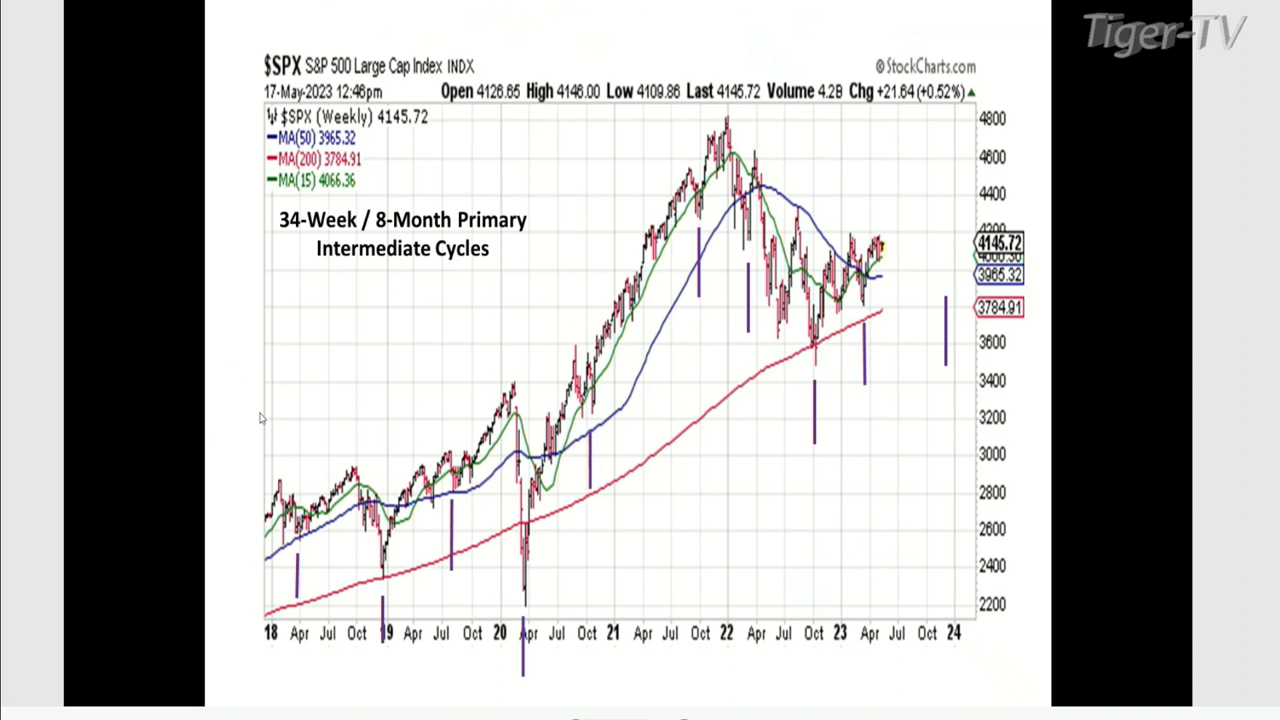 Tiger-TV
$SPX S&P 500 Large Cap Index INDX
©StockCharts.com
17-May-2023 12:46pm
Open 4126.65 High 4146.00 Low 4109.86 Last 4145.72 Volume 4.2B Chg +21.64 (+0.52%)
$SPX (Weekly) 4145.72
MA(50) 3965.32
MA(200) 3784.91
MA(15) 4066.36
34-Week / 8-Month Primary
Intermediate Cycles
4800
4600
4400
4200
4145.72
3965.32
3784.91
3600
3400
3200
3000
2800
2600
2400
2200
18 Apr Jul Oct 19 Apr Jul Oct 20 Apr Jul Oct 21 Apr Jul Oct 22 Apr Jul Oct 23 Apr Jul Oct 24